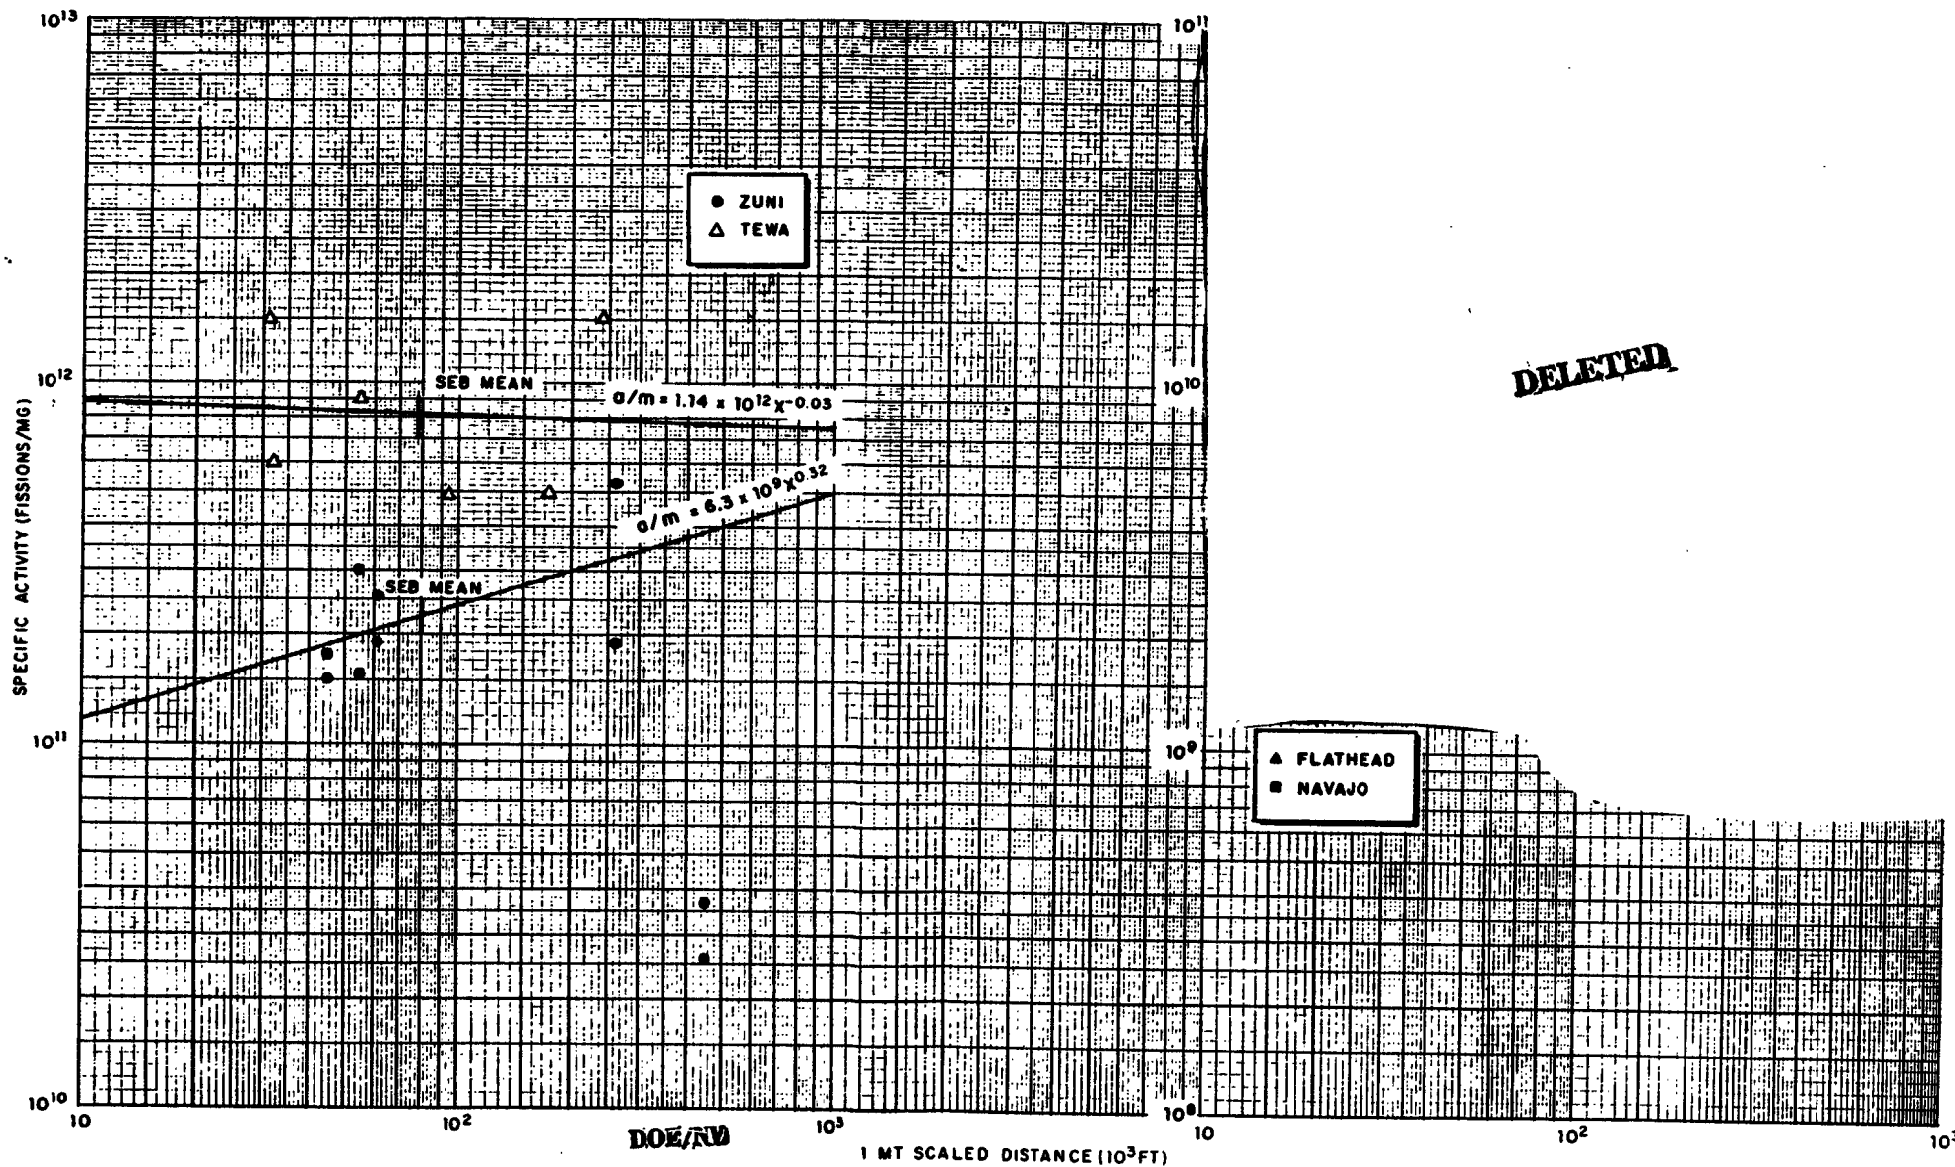 10¹³
10¹²
10¹¹
10¹⁰
SPECIFIC ACTIVITY (FISSIONS/MG)
● ZUNI
△ TEWA
SEB MEAN
a/m = 1.14 x 10¹²X⁻⁰·⁰³
a/m = 6.3 x 10⁹X⁰·³²
SEB MEAN
10
10²
10³
DOE/NV
1 MT SCALED DISTANCE (10³FT)
10¹¹
10¹⁰
10⁹
10⁸
DELETED
▲ FLATHEAD
■ NAVAJO
10
10²
10³